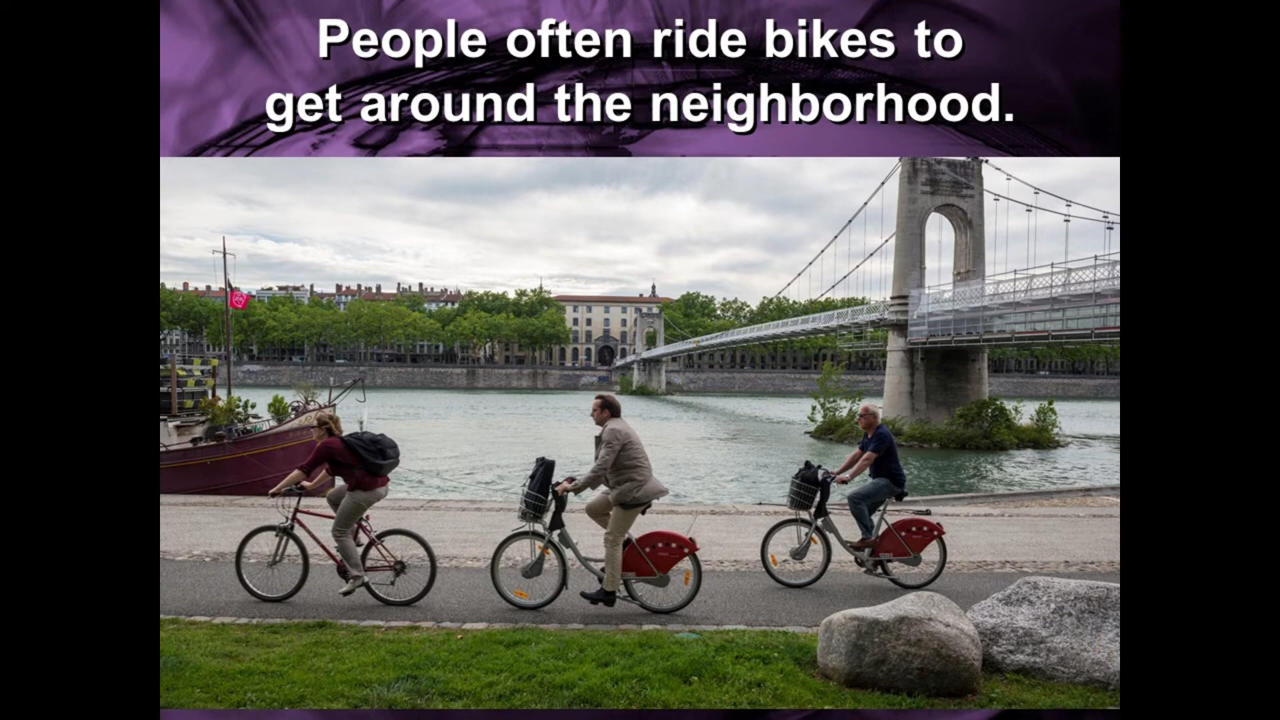 People often ride bikes to
get around the neighborhood.